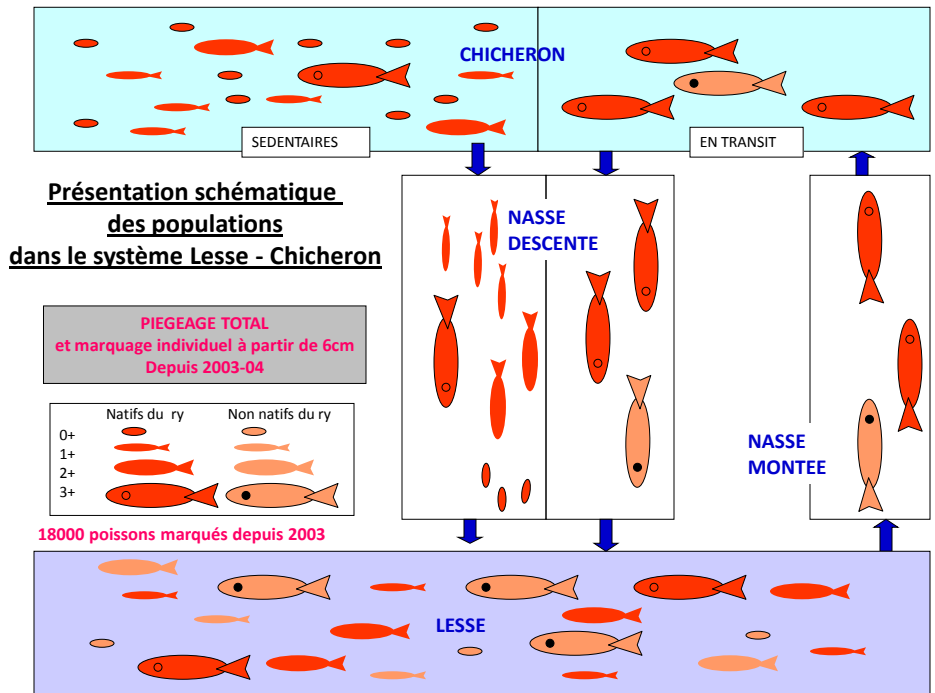 CHICHERON
SEDENTAIRES
EN TRANSIT
Présentation schématique
des populations
dans le système Lesse - Chicheron
NASSE
DESCENTE
PIEGEAGE TOTAL
et marquage individuel à partir de 6cm
Depuis 2003-04
Natifs du  ry
Non natifs du ry
0+
1+
2+
3+
NASSE
MONTEE
18000 poissons marqués depuis 2003
LESSE